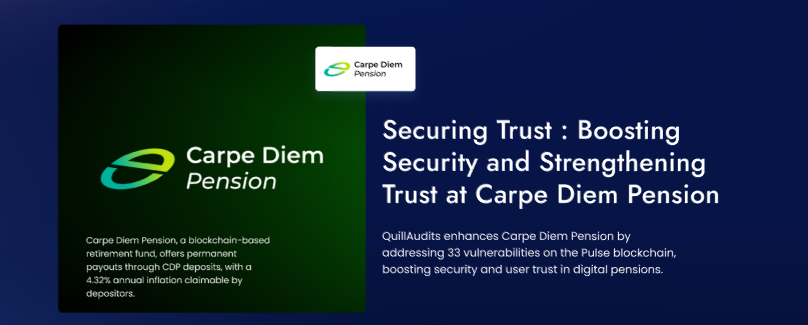 Carpe Diem
Pension
Carpe Diem
Pension
Carpe Diem Pension, a blockchain-based
retirement fund, offers permanent
payouts through CDP deposits, with a
4.32% annual inflation claimable by
depositors.
Securing Trust : Boosting
Security and Strengthening
Trust at Carpe Diem Pension
QuillAudits enhances Carpe Diem Pension by
addressing 33 vulnerabilities on the Pulse blockchain,
boosting security and user trust in digital pensions.